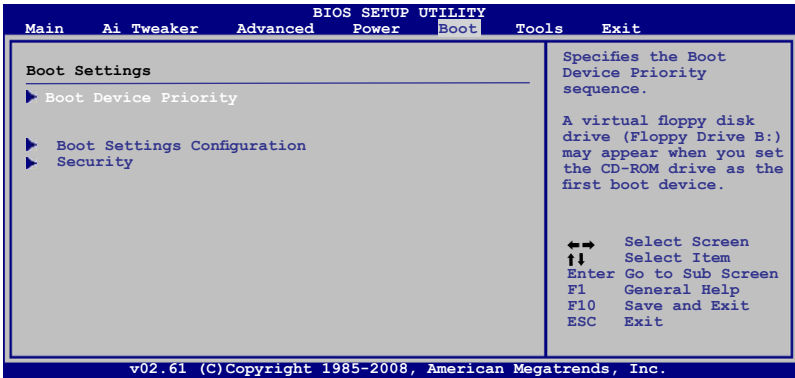 BIOS SETUP UTILITY
Main Ai Tweaker Advanced Power Boot Tools Exit
Boot Settings
Boot Device Priority
Boot Settings Configuration
Security
Specifies the Boot
Device Priority
sequence.
A virtual floppy disk
drive (Floppy Drive B:)
may appear when you set
the CD-ROM drive as the
first boot device.
←→ Select Screen
↑↓ Select Item
Enter Go to Sub Screen
F1 General Help
F10 Save and Exit
ESC Exit
v02.61 (C)Copyright 1985-2008, American Megatrends, Inc.